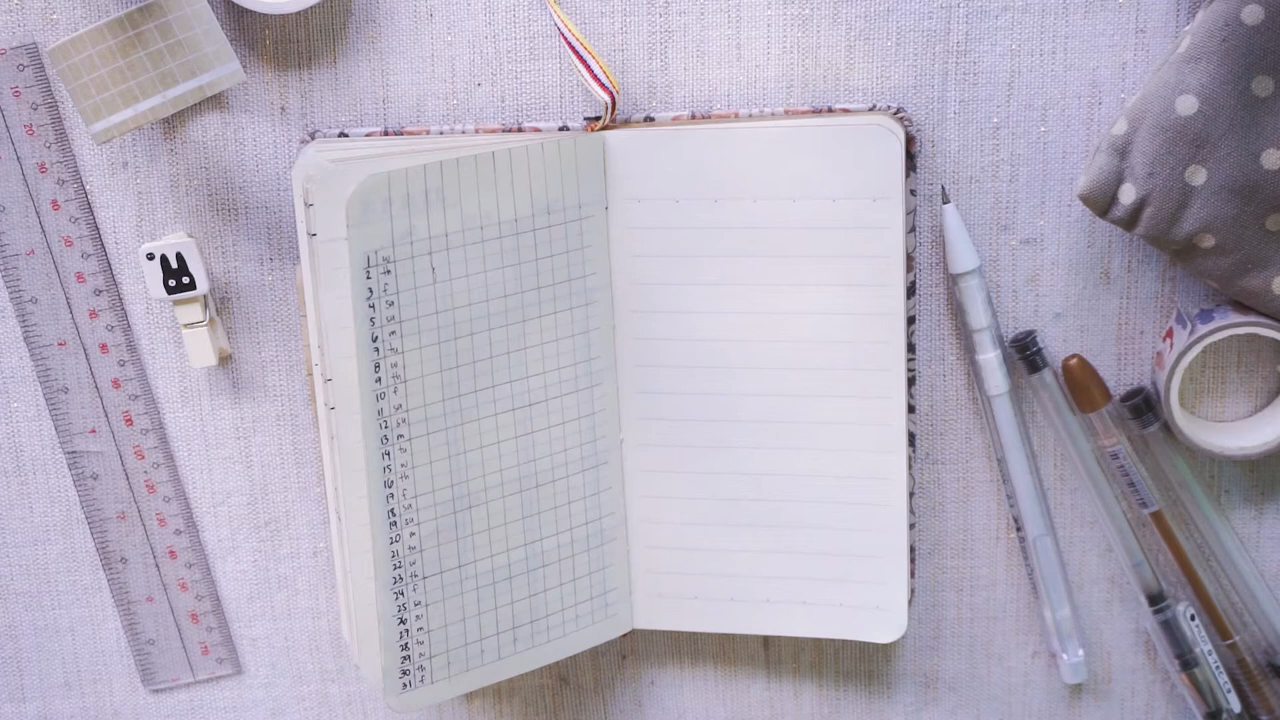 1 w
2 th
3 f
4 sa
5 su
6 m
7 tu
8 w
9 th
10 f
11 sa
12 su
13 m
14 tu
15 w
16 th
17 f
18 sa
19 su
20 m
21 tu
22 w
23 th
24 f
25 sa
26 su
27 m
28 tu
29 w
30 th
31 f